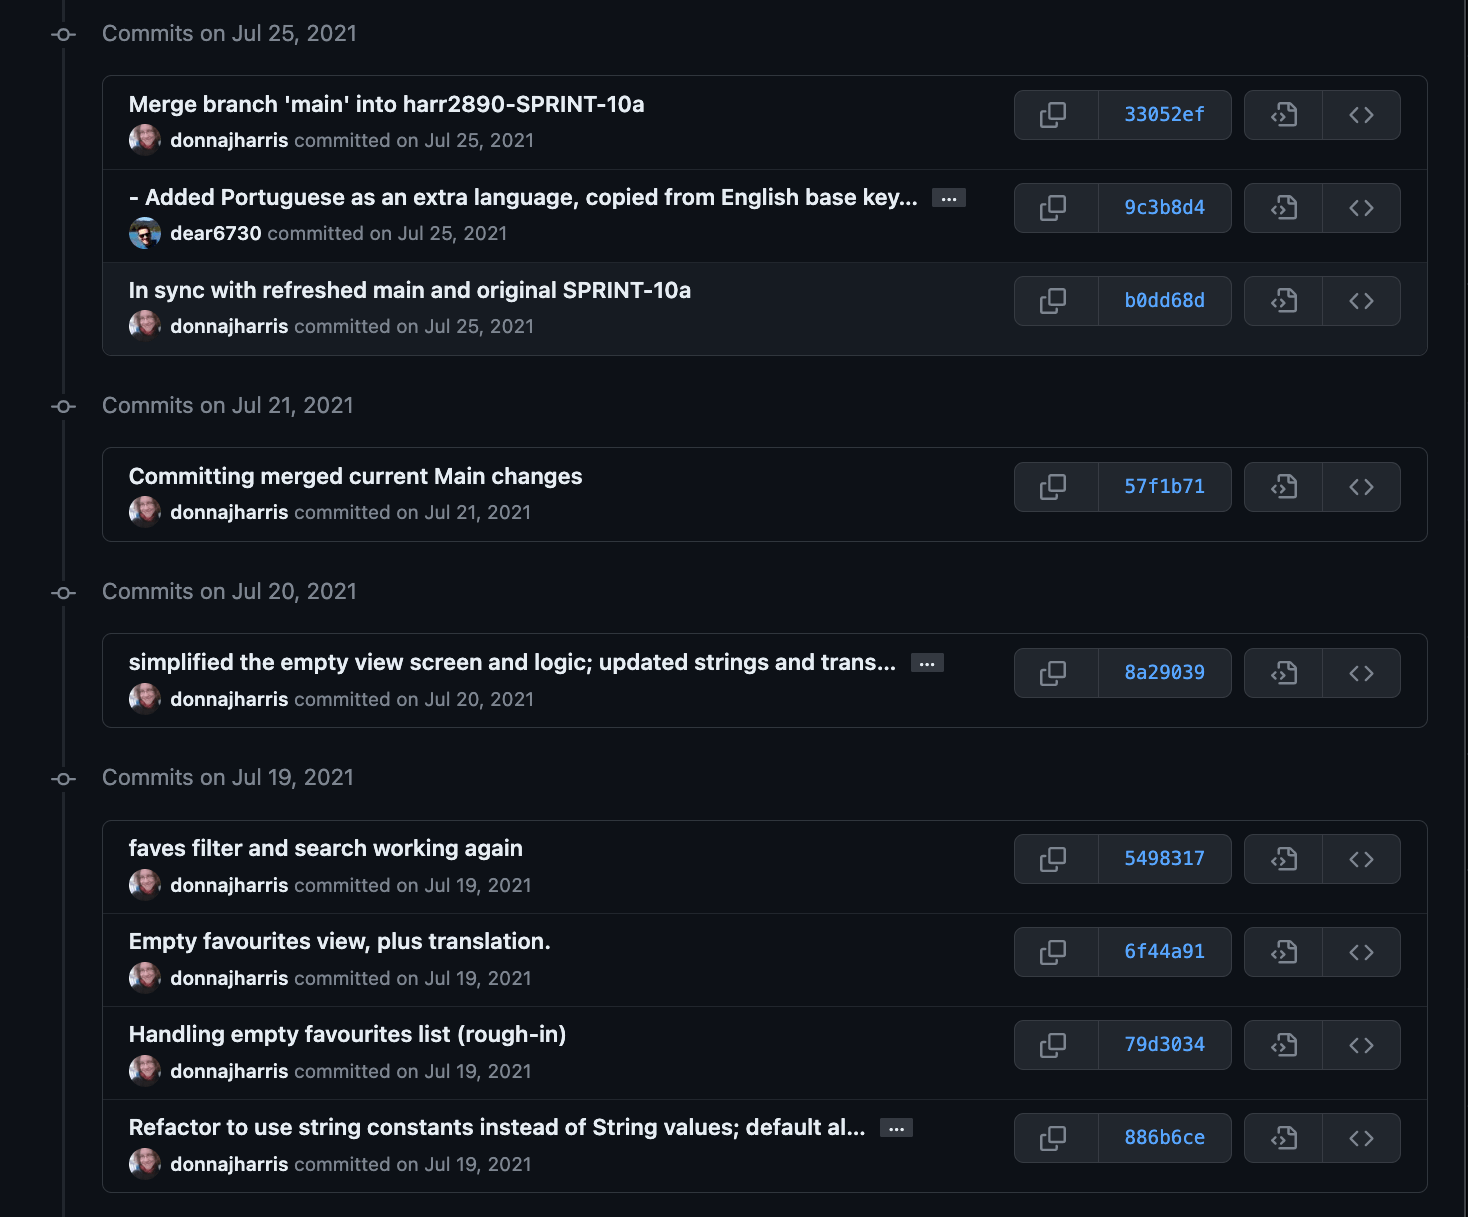 Commits on Jul 25, 2021
Merge branch 'main' into harr2890-SPRINT-10a
33052ef
donnajharris committed on Jul 25, 2021
- Added Portuguese as an extra language, copied from English base key... ...
9c3b8d4
dear6730 committed on Jul 25, 2021
In sync with refreshed main and original SPRINT-10a
b0dd68d
donnajharris committed on Jul 25, 2021
Commits on Jul 21, 2021
Committing merged current Main changes
57f1b71
donnajharris committed on Jul 21, 2021
Commits on Jul 20, 2021
simplified the empty view screen and logic; updated strings and trans... ...
8a29039
donnajharris committed on Jul 20, 2021
Commits on Jul 19, 2021
faves filter and search working again
5498317
donnajharris committed on Jul 19, 2021
Empty favourites view, plus translation.
6f44a91
donnajharris committed on Jul 19, 2021
Handling empty favourites list (rough-in)
79d3034
donnajharris committed on Jul 19, 2021
Refactor to use string constants instead of String values; default al... ...
886b6ce
donnajharris committed on Jul 19, 2021